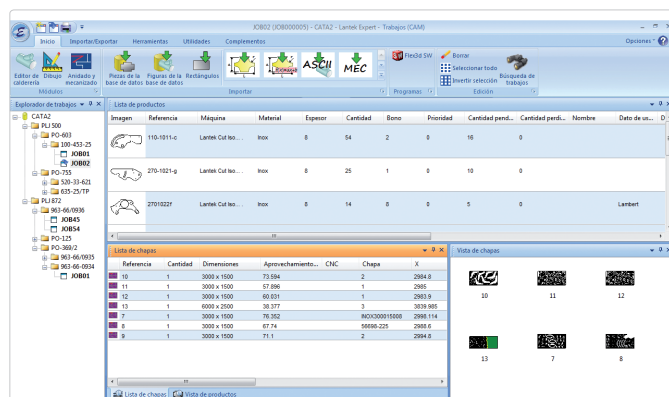 JOB02 (JOB000005) - CATA2 - Lantek Expert - Trabajos (CAM)
Inicio Importar/Exportar Herramientas Utilidades Complementos Opciones
Editor de calderería
Dibujo
Anidado y mecanizado
Piezas de la base de datos
Figuras de la base de datos
Rectángulos
ASCII
MEC
Flex3d SW
Borrar
Seleccionar todo
Invertir selección
Búsqueda de trabajos
Módulos Importar Programas Edición
Explorador de trabajos
CATA2
PLJ 500
PO-603
100-453-25
JOB01
JOB02
PO-755
520-33-621
635-25/TP
PLJ 872
963-66/0936
JOB45
JOB54
PO-125
PO-369/2
963-66/0935
963-66-0934
JOB01
Lista de productos
Imagen Referencia Máquina Material Espesor Cantidad Bono Prioridad Cantidad pend... Cantidad perdi... Nombre Dato de us... D
110-1011-c Lantek Cut Iso... Inox 8 54 2 0 16 0
270-1021-g Lantek Cut Iso... Inox 8 25 1 0 10 0
2701022f Lantek Cut Iso... Inox 8 14 8 0 5 0 Lambert
Lista de chapas
Referencia Cantidad Dimensiones Aprovechamiento... CNC Chapa X
10 1 3000 x 1500 73.594 2 2984.8
11 1 3000 x 1500 57.896 1 2985
12 1 3000 x 1500 60.031 1 2983.9
13 1 6000 x 2500 38.377 3 3839.985
7 1 3000 x 1500 76.352 INOX300015008 2998.114
8 1 3000 x 1500 67.74 56698-225 2988.6
9 1 3000 x 1500 71.1 2 2994.8
Lista de chapas Vista de productos
Vista de chapas
10 11 12
13 7 8